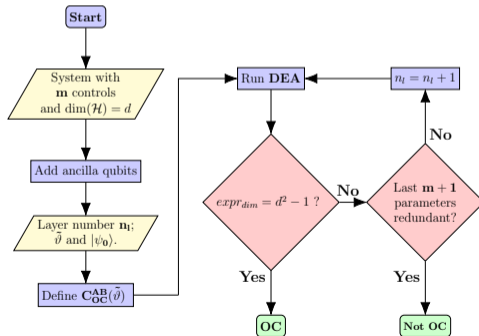 Start
System with
m controls
and dim(ℋ) = d
Add ancilla qubits
Layer number n_l;
ϑ̃ and |ψ₀⟩.
Define C_OC^AB(ϑ̃)
Run DEA
expr_dim = d² − 1 ?
Yes
OC
No
n_l = n_l + 1
No
Last m + 1
parameters
redundant?
Yes
Not OC